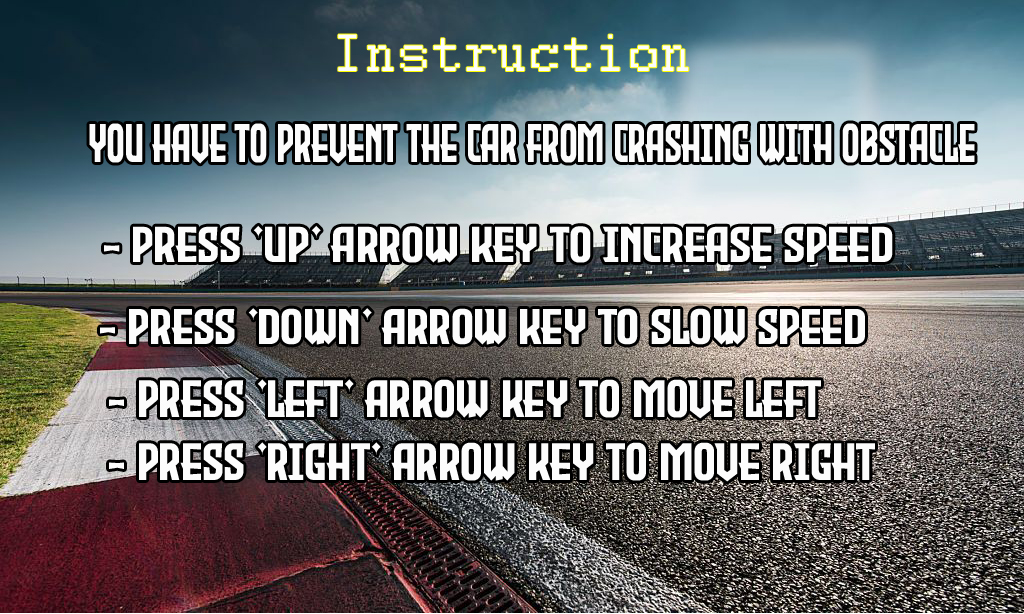 Instruction
YOU HAVE TO PREVENT THE CAR FROM CRASHING WITH OBSTACLE
- PRESS 'UP' ARROW KEY TO INCREASE SPEED
- PRESS 'DOWN' ARROW KEY TO SLOW SPEED
- PRESS 'LEFT' ARROW KEY TO MOVE LEFT
- PRESS 'RIGHT' ARROW KEY TO MOVE RIGHT